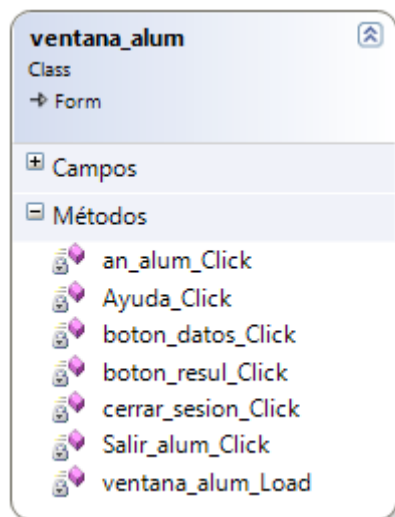 ventana_alum
Class
Form
Campos
Métodos
an_alum_Click
Ayuda_Click
boton_datos_Click
boton_resul_Click
cerrar_sesion_Click
Salir_alum_Click
ventana_alum_Load